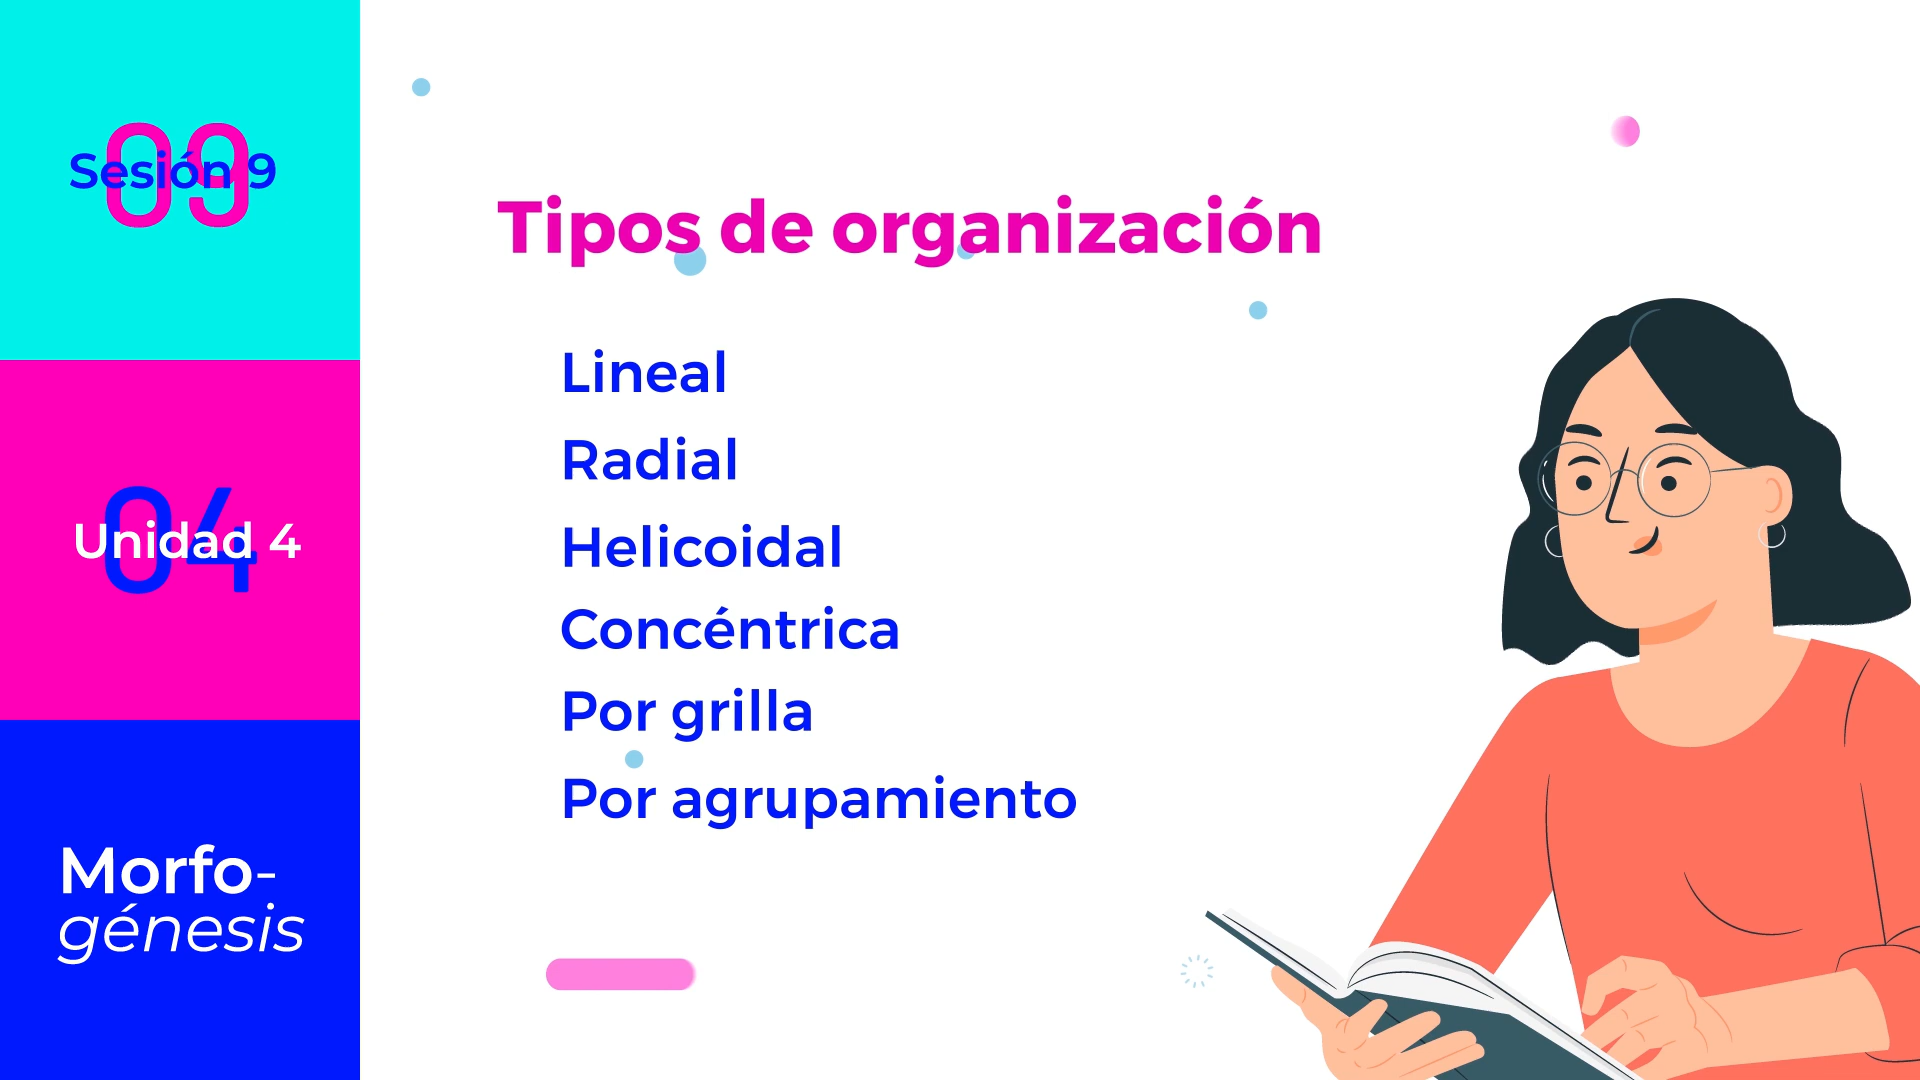 09
Sesión 9
04
Unidad 4
Morfo-
génesis
Tipos de organización
Lineal
Radial
Helicoidal
Concéntrica
Por grilla
Por agrupamiento